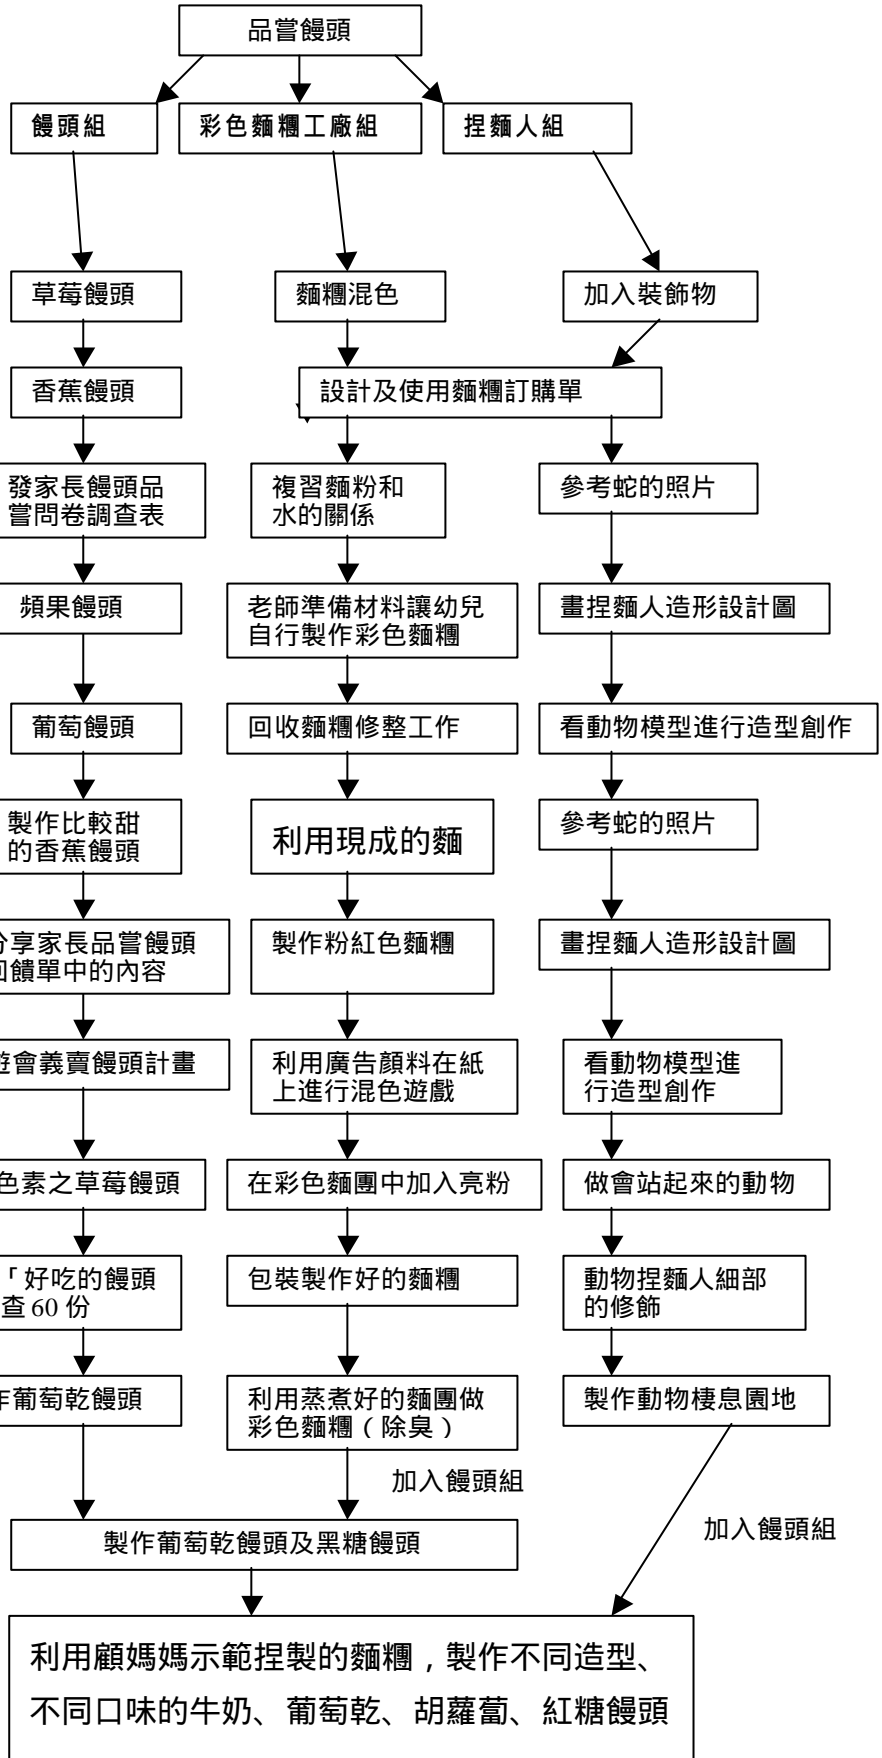 品嘗饅頭
饅頭組
彩色麵糰工廠組
捏麵人組
草莓饅頭
麵糰混色
加入裝飾物
香蕉饅頭
設計及使用麵糰訂購單
發家長饅頭品
嘗問卷調查表
複習麵粉和
水的關係
參考蛇的照片
頻果饅頭
老師準備材料讓幼兒
自行製作彩色麵糰
畫捏麵人造形設計圖
葡萄饅頭
回收麵糰修整工作
看動物模型進行造型創作
製作比較甜
的香蕉饅頭
利用現成的麵
參考蛇的照片
分享家長品嘗饅頭
回饋單中的內容
製作粉紅色麵糰
畫捏麵人造形設計圖
遊會義賣饅頭計畫
利用廣告顏料在紙
上進行混色遊戲
看動物模型進
行造型創作
色素之草莓饅頭
在彩色麵團中加入亮粉
做會站起來的動物
「好吃的饅頭
查 60 份
包裝製作好的麵糰
動物捏麵人細部
的修飾
作葡萄乾饅頭
利用蒸煮好的麵團做
彩色麵糰（除臭）
製作動物棲息園地
加入饅頭組
加入饅頭組
製作葡萄乾饅頭及黑糖饅頭
利用顧媽媽示範捏製的麵糰，製作不同造型、
不同口味的牛奶、葡萄乾、胡蘿蔔、紅糖饅頭